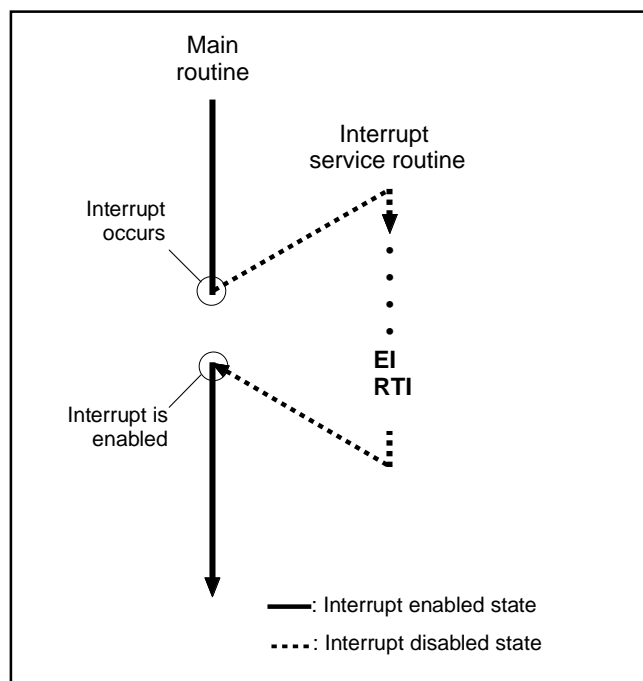 Main
routine
Interrupt
service routine
Interrupt
occurs
EI
RTI
Interrupt is
enabled
: Interrupt enabled state
: Interrupt disabled state